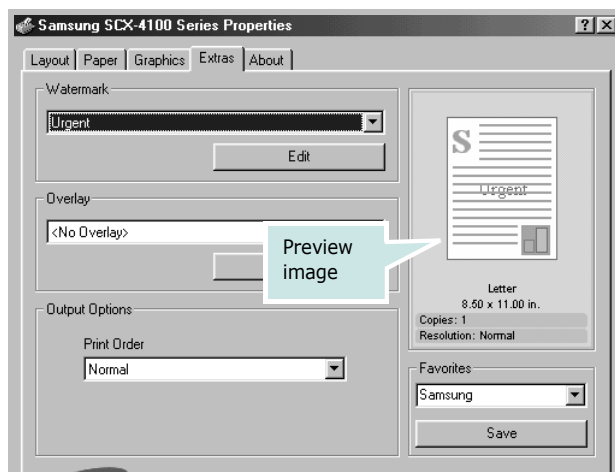 Samsung SCX-4100 Series Properties
Layout Paper Graphics Extras About
Watermark
Urgent
Edit
Overlay
<No Overlay>
Preview
image
Output Options
Print Order
Normal
S
Urgent
Letter
8.50 x 11.00 in.
Copies: 1
Resolution: Normal
Favorites
Samsung
Save